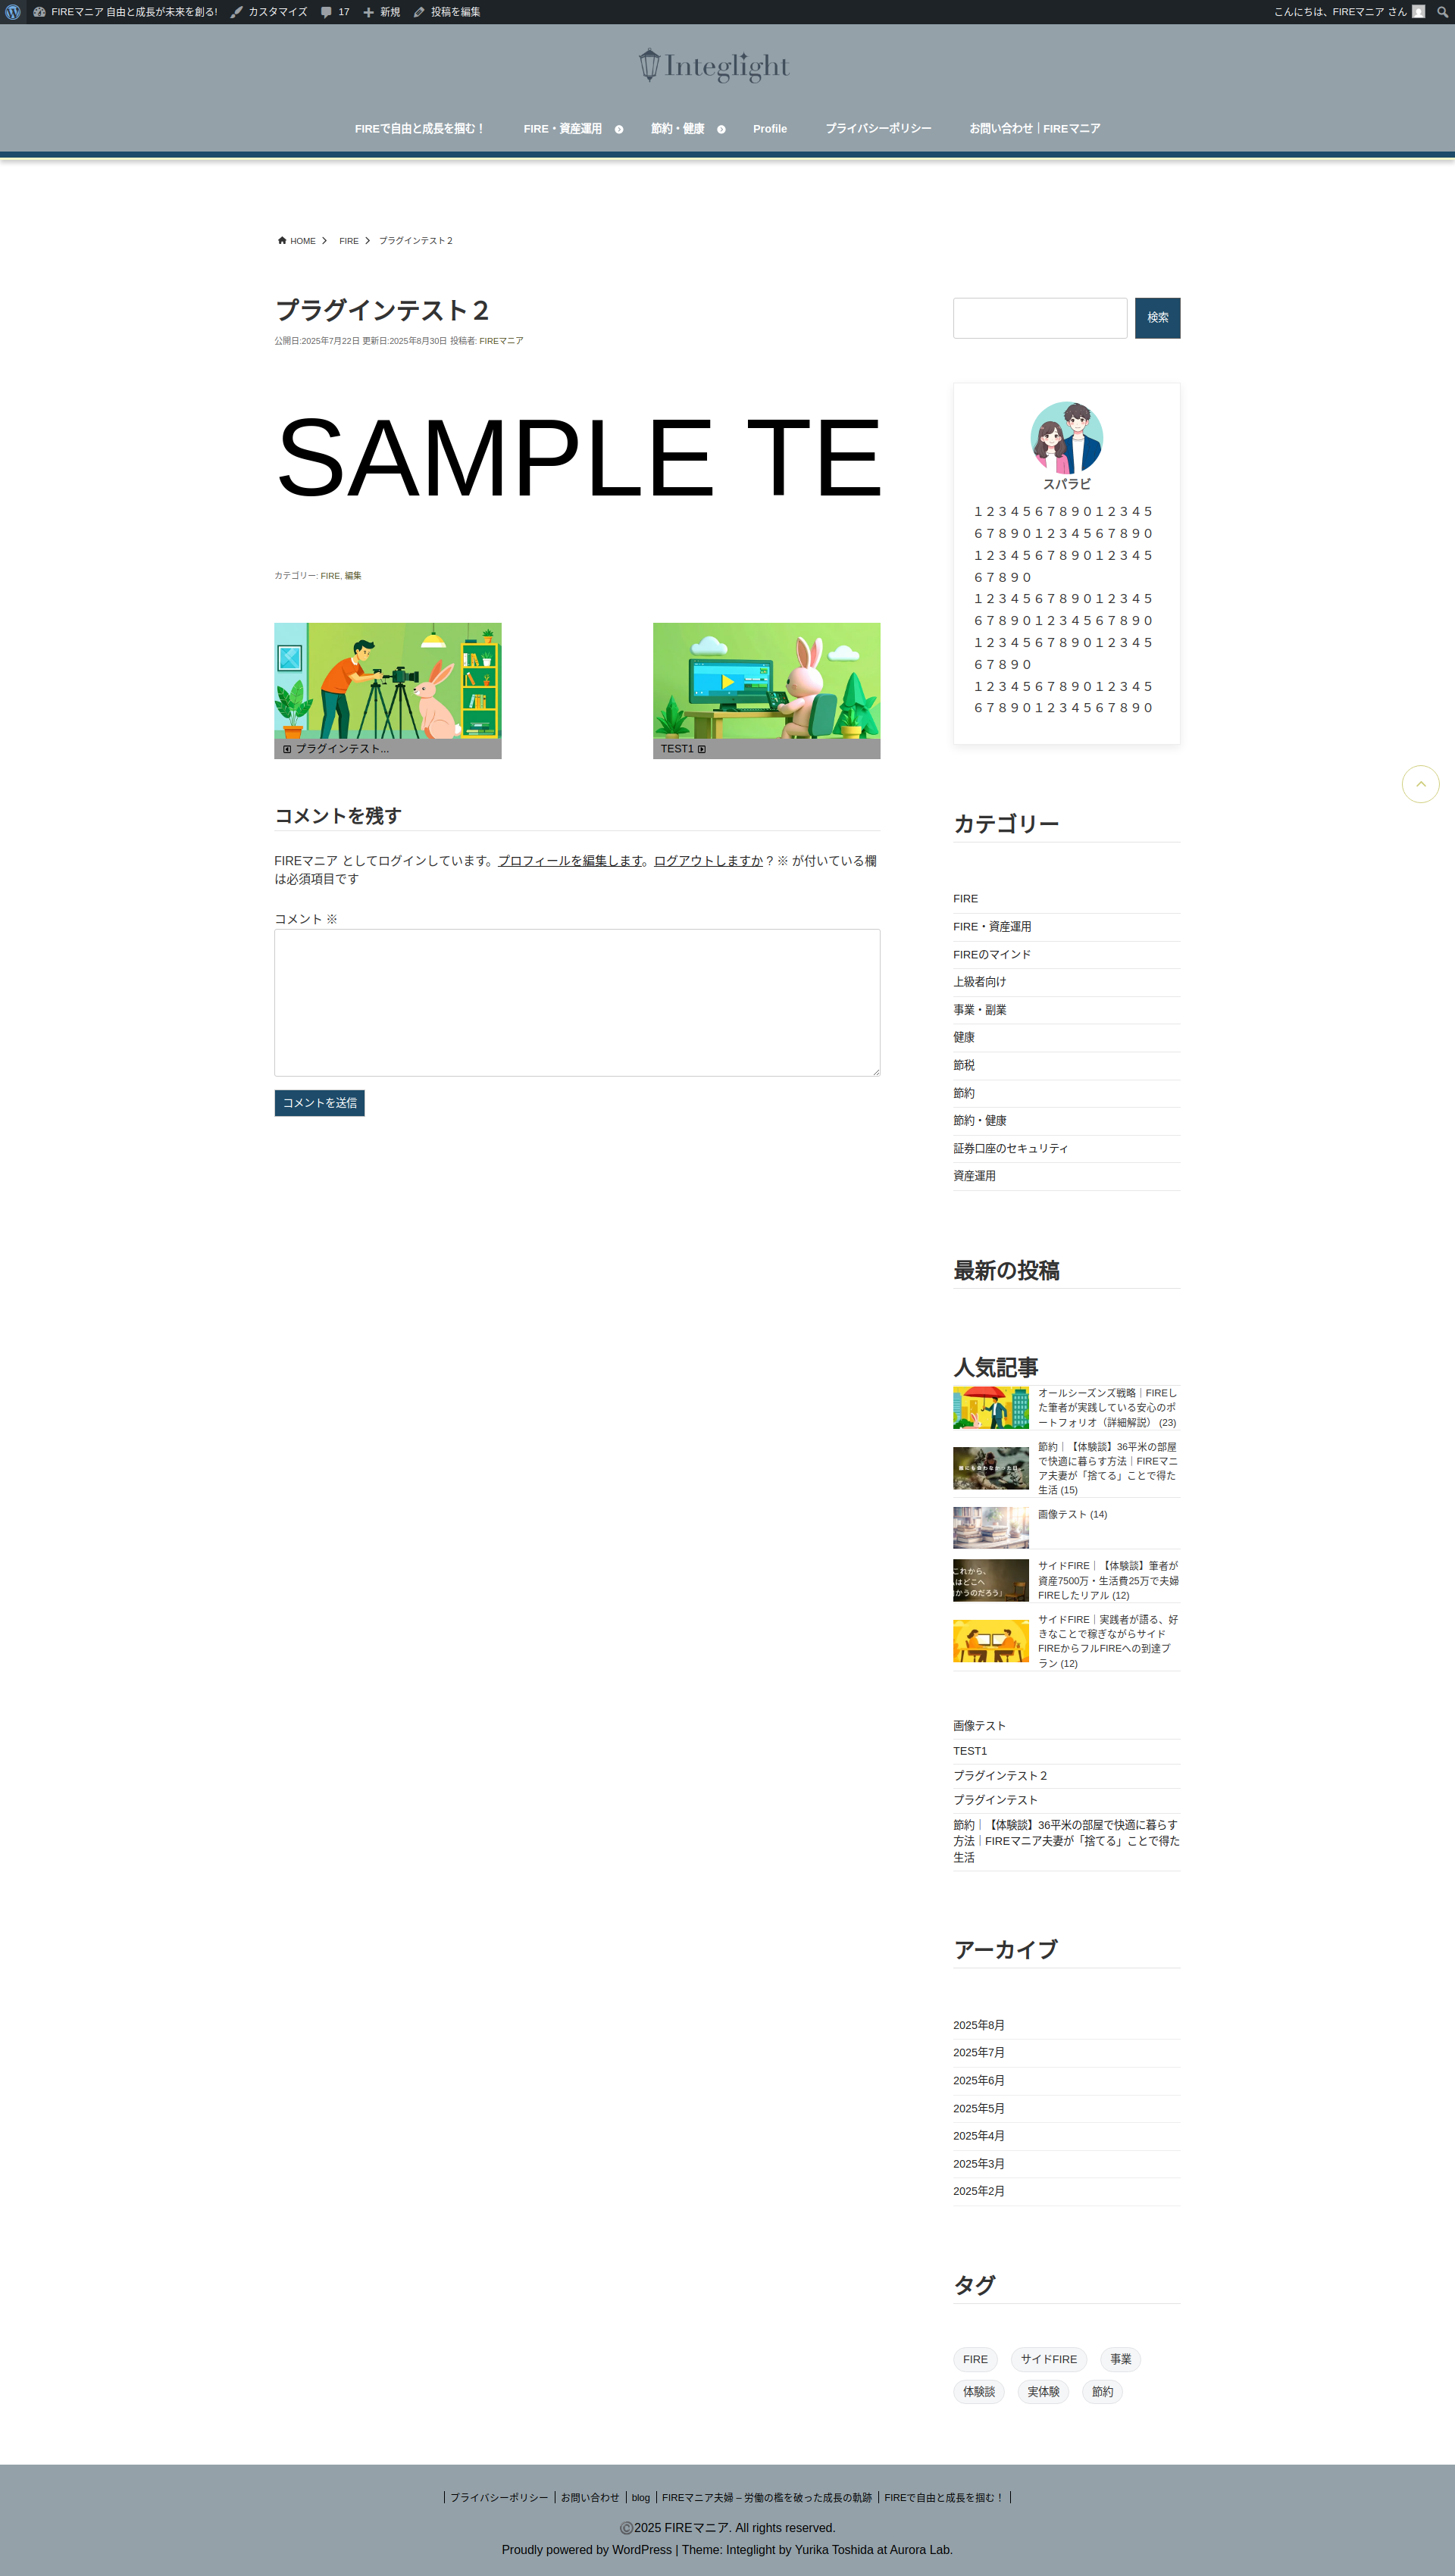 FIREマニア 自由と成長が未来を創る! カスタマイズ 17 新規 投稿を編集 こんにちは、FIREマニア さん
Integlight
FIREで自由と成長を掴む！ FIRE・資産運用 節約・健康 Profile プライバシーポリシー お問い合わせ｜FIREマニア
HOME FIRE プラグインテスト２
プラグインテスト２
公開日:2025年7月22日 更新日:2025年8月30日 投稿者: FIREマニア
SAMPLE TE
カテゴリー: FIRE, 編集
プラグインテスト...
TEST1
コメントを残す
FIREマニア としてログインしています。プロフィールを編集します。ログアウトしますか ? ※ が付いている欄
は必須項目です
コメント ※
コメントを送信
検索
スパラビ
１２３４５６７８９０１２３４５
６７８９０１２３４５６７８９０
１２３４５６７８９０１２３４５
６７８９０
１２３４５６７８９０１２３４５
６７８９０１２３４５６７８９０
１２３４５６７８９０１２３４５
６７８９０
１２３４５６７８９０１２３４５
６７８９０１２３４５６７８９０
カテゴリー
FIRE
FIRE・資産運用
FIREのマインド
上級者向け
事業・副業
健康
節税
節約
節約・健康
証券口座のセキュリティ
資産運用
最新の投稿
人気記事
オールシーズンズ戦略｜FIREし
た筆者が実践している安心のポ
ートフォリオ（詳細解説） (23)
誰にも会わなかった日
節約｜【体験談】36平米の部屋
で快適に暮らす方法｜FIREマニ
ア夫妻が「捨てる」ことで得た
生活 (15)
画像テスト (14)
これから、
はどこへ
かうのだろう」
サイドFIRE｜【体験談】筆者が
資産7500万・生活費25万で夫婦
FIREしたリアル (12)
サイドFIRE｜実践者が語る、好
きなことで稼ぎながらサイド
FIREからフルFIREへの到達プ
ラン (12)
画像テスト
TEST1
プラグインテスト２
プラグインテスト
節約｜【体験談】36平米の部屋で快適に暮らす
方法｜FIREマニア夫妻が「捨てる」ことで得た
生活
アーカイブ
2025年8月
2025年7月
2025年6月
2025年5月
2025年4月
2025年3月
2025年2月
タグ
FIRE サイドFIRE 事業
体験談 実体験 節約
プライバシーポリシー お問い合わせ blog FIREマニア夫婦 – 労働の檻を破った成長の軌跡 FIREで自由と成長を掴む！
©2025 FIREマニア. All rights reserved.
Proudly powered by WordPress | Theme: Integlight by Yurika Toshida at Aurora Lab.